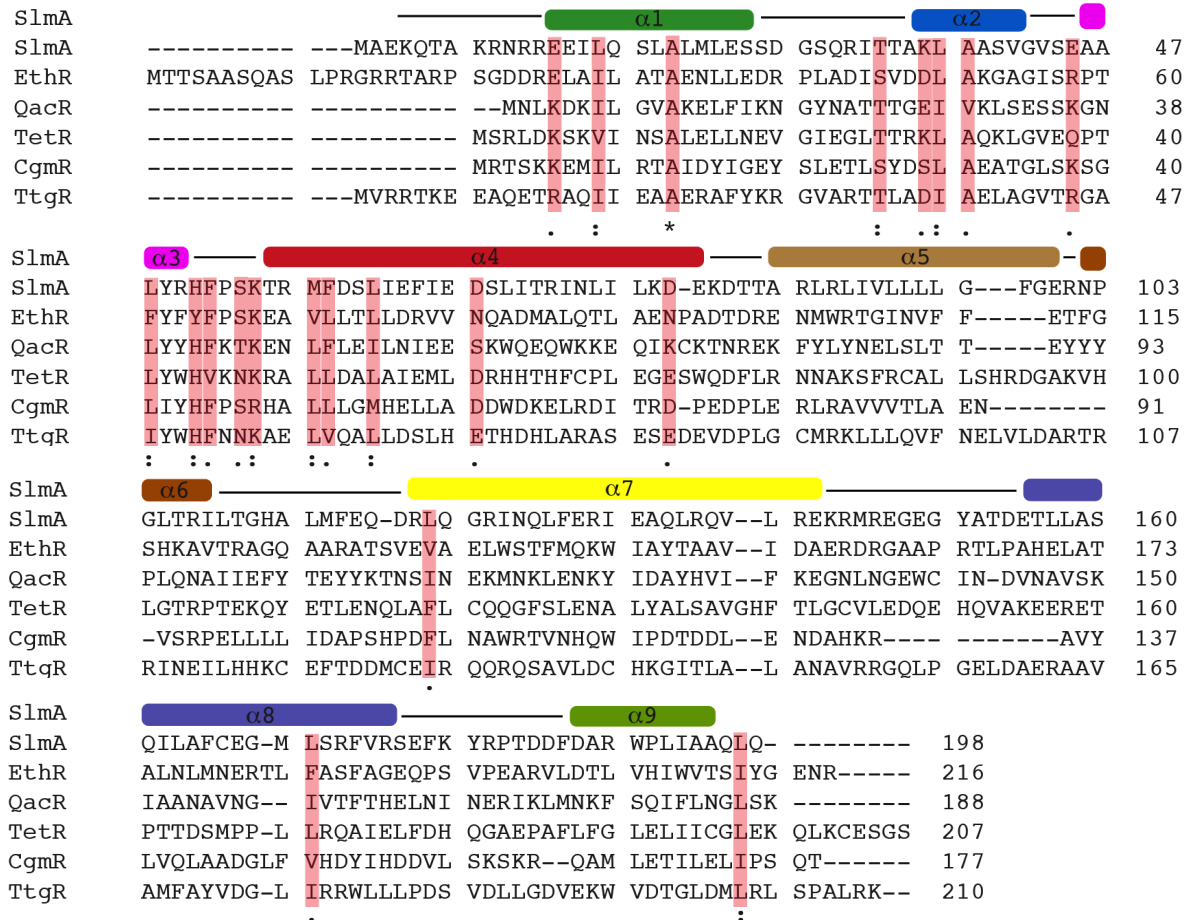 SlmA α1 α2
SlmA ---------- ---MAEKQTA KRNRREEILQ SLALMLESSD GSQRITTAKL AASVGVSEAA 47
EthR MTTSAASQAS LPRGRRTARP SGDDRELAIL ATAENLLEDR PLADISVDDL AKGAGISRPT 60
QacR ---------- ---------- --MNLKDKIL GVAKELFIKN GYNATTTGEI VKLSESSKGN 38
TetR ---------- ---------- MSRLDKSKVI NSALELLNEV GIEGLTTRKL AQKLGVEQPT 40
CgmR ---------- ---------- MRTSKKEMIL RTAIDYIGEY SLETLSYDSL AEATGLSKSG 40
TtgR ---------- ---MVRRTKE EAQETRAQII EAAERAFYKR GVARTTLADI AELAGVTRGA 47
. : * : .: . .
SlmA α3 α4 α5
SlmA LYRHFPSKTR MFDSLIEFIE DSLITRINLI LKD-EKDTTA RLRLIVLLLL G---FGERNP 103
EthR FYFYFPSKEA VLLTLLDRVV NQADMALQTL AENPADTDRE NMWRTGINVF F-----ETFG 115
QacR LYYHFKTKEN LFLEILNIEE SKWQEQWKKE QIKCKTNREK FYLYNELSLT T-----EYYY 93
TetR LYWHVKNKRA LLDALAIEML DRHHTHFCPL EGESWQDFLR NNAKSFRCAL LSHRDGAKVH 100
CgmR LIYHFPSRHA LLLGMHELLA DDWDKELRDI TRD-PEDPLE RLRAVVVTLA EN-------- 91
TtgR IYWHFNNKAE LVQALLDSLH ETHDHLARAS ESEDEVDPLG CMRKLLLQVF NELVLDARTR 107
: :. .: :. : . .
SlmA α6 α7
SlmA GLTRILTGHA LMFEQ-DRLQ GRINQLFERI EAQLRQV--L REKRMREGEG YATDETLLAS 160
EthR SHKAVTRAGQ AARATSVEVA ELWSTFMQKW IAYTAAV--I DAERDRGAAP RTLPAHELAT 173
QacR PLQNAIIEFY TEYYKTNSIN EKMNKLENKY IDAYHVI--F KEGNLNGEWC IN-DVNAVSK 150
TetR LGTRPTEKQY ETLENQLAFL CQQGFSLENA LYALSAVGHF TLGCVLEDQE HQVAKEERET 160
CgmR -VSRPELLLL IDAPSHPDFL NAWRTVNHQW IPDTDDL--E NDAHKR---- -------AVY 137
TtgR RINEILHHKC EFTDDMCEIR QQRQSAVLDC HKGITLA--L ANAVRRGQLP GELDAERAAV 165
.
SlmA α8 α9
SlmA QILAFCEG-M LSRFVRSEFK YRPTDDFDAR WPLIAAQLQ- -------- 198
EthR ALNLMNERTL FASFAGEQPS VPEARVLDTL VHIWVTSIYG ENR----- 216
QacR IAANAVNG-- IVTFTHELNI NERIKLMNKF SQIFLNGLSK -------- 188
TetR PTTDSMPP-L LRQAIELFDH QGAEPAFLFG LELIICGLEK QLKCESGS 207
CgmR LVQLAADGLF VHDYIHDDVL SKSKR--QAM LETILELIPS QT------ 177
TtgR AMFAYVDG-L IRRWLLLPDS VDLLGDVEKW VDTGLDMLRL SPALRK-- 210
. :